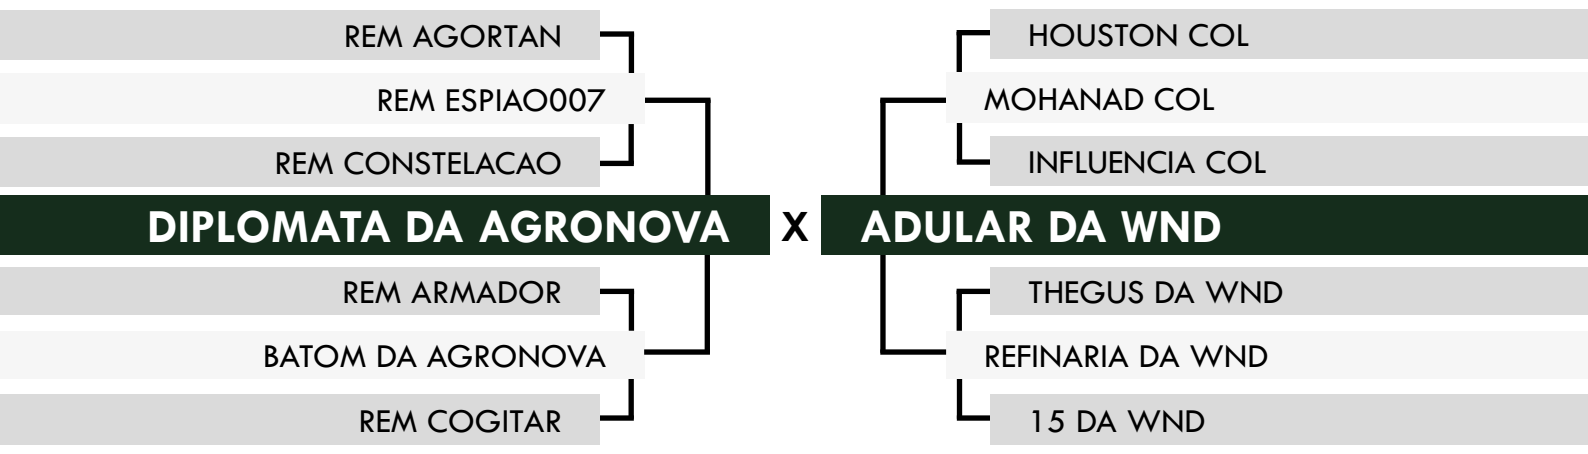 REM AGORTAN
HOUSTON COL
REM ESPIAO007
MOHANAD COL
REM CONSTELACAO
INFLUENCIA COL
DIPLOMATA DA AGRONOVA X ADULAR DA WND
REM ARMADOR
THEGUS DA WND
BATOM DA AGRONOVA
REFINARIA DA WND
REM COGITAR
15 DA WND